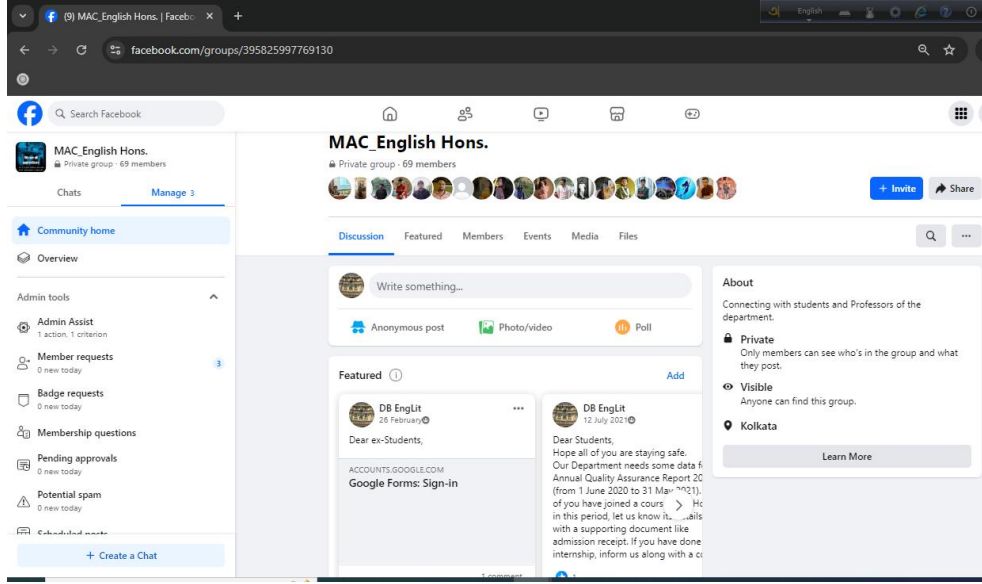 (9) MAC_English Hons. | Facebo
English
facebook.com/groups/395825997769130
Search Facebook
MAC_English Hons.
Private group · 69 members
Chats
Manage 3
Community home
Overview
Admin tools
Admin Assist
1 action, 1 criterion
Member requests
0 new today
3
Badge requests
0 new today
Membership questions
Pending approvals
0 new today
Potential spam
0 new today
Scheduled posts
+ Create a Chat
MAC_English Hons.
Private group · 69 members
+ Invite
Share
Discussion
Featured
Members
Events
Media
Files
Write something...
Anonymous post
Photo/video
Poll
Featured
Add
DB EngLit
26 February
Dear ex-Students,
ACCOUNTS.GOOGLE.COM
Google Forms: Sign-in
1 comment
DB EngLit
12 July 2021
Dear Students,
Hope all of you are staying safe.
Our Department needs some data f
Annual Quality Assurance Report 20
(from 1 June 2020 to 31 May 2021).
of you have joined a cours
in this period, let us know
with a supporting document like
admission receipt. If you have done
internship, inform us along with a
1
About
Connecting with students and Professors of the
department.
Private
Only members can see who's in the group and what
they post.
Visible
Anyone can find this group.
Kolkata
Learn More